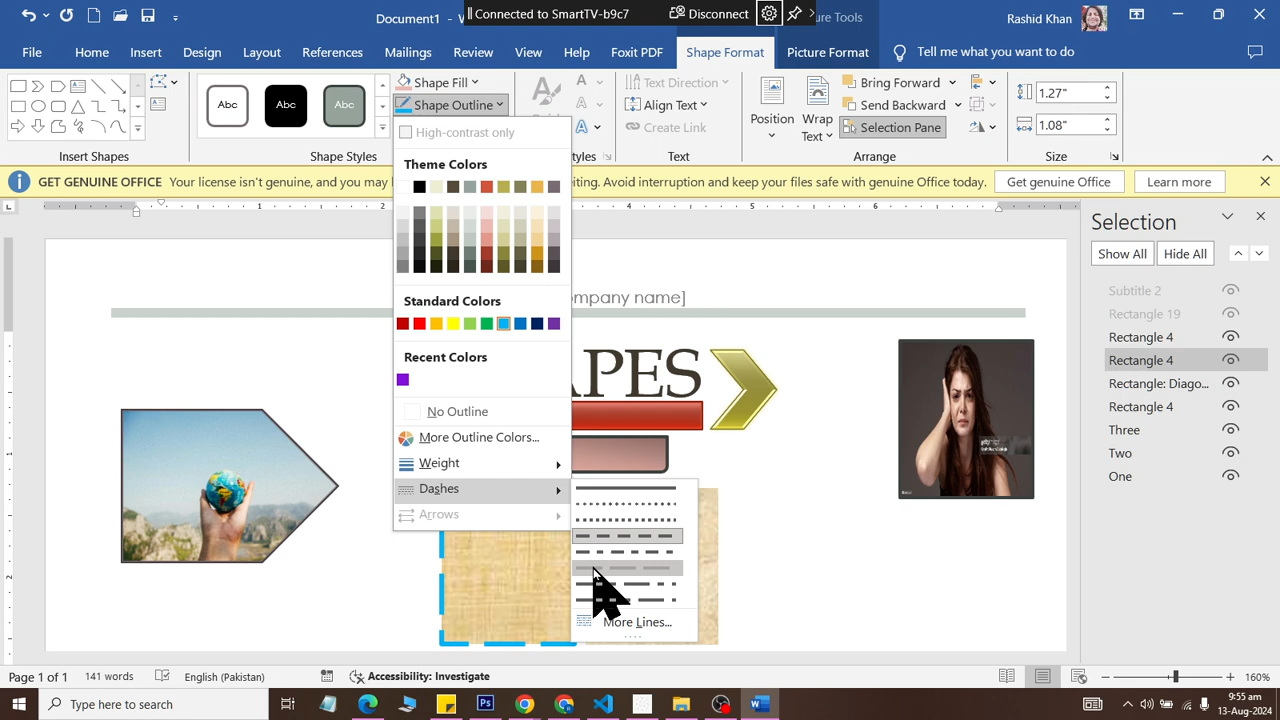 Document1 - W
Connected to SmartTV-b9c7
Disconnect
ure Tools
Rashid Khan
File
Home
Insert
Design
Layout
References
Mailings
Review
View
Help
Foxit PDF
Shape Format
Picture Format
Tell me what you want to do
Abc
Abc
Abc
Shape Fill
Shape Outline
Text Direction
Align Text
Create Link
Position
Wrap
Text
Bring Forward
Send Backward
Selection Pane
1.27"
1.08"
Insert Shapes
Shape Styles
yles
Text
Arrange
Size
GET GENUINE OFFICE Your license isn't genuine, and you may
iting. Avoid interruption and keep your files safe with genuine Office today.
Get genuine Office
Learn more
High-contrast only
Theme Colors
Standard Colors
Recent Colors
No Outline
More Outline Colors...
Weight
Dashes
Arrows
More Lines...
1
2
4
5
6
2
ompany name]
APES
Selection
Show All
Hide All
Subtitle 2
Rectangle 19
Rectangle 4
Rectangle 4
Rectangle: Diago...
Rectangle 4
Three
Two
One
Page 1 of 1
141 words
English (Pakistan)
Accessibility: Investigate
160%
Type here to search
9:55 am
13-Aug-2024